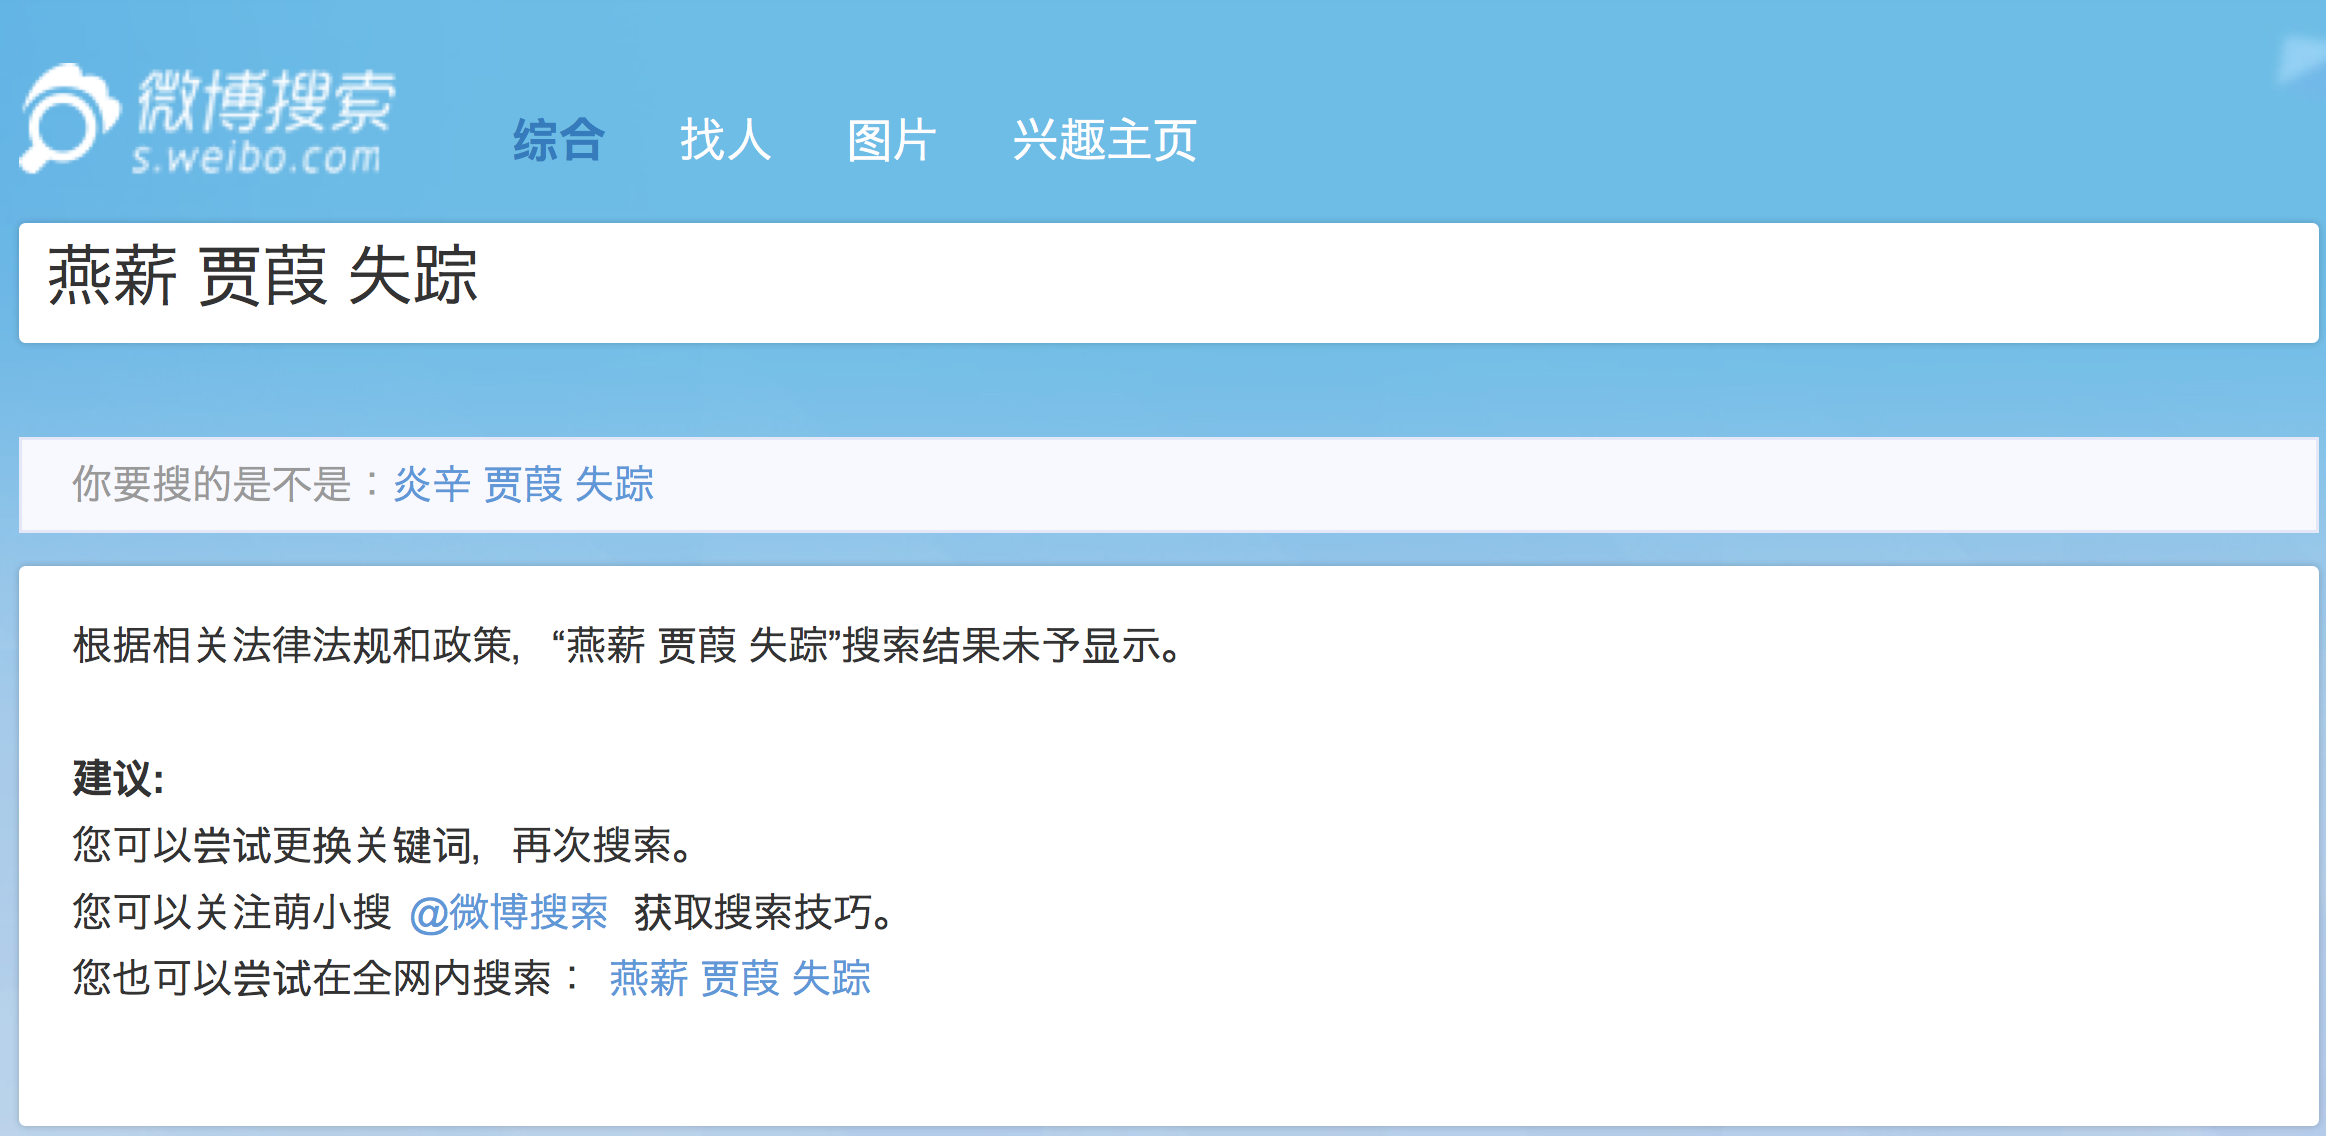 微博搜索
s.weibo.com
综合 找人 图片 兴趣主页
燕薪 贾葭 失踪
你要搜的是不是：炎辛 贾葭 失踪
根据相关法律法规和政策，“燕薪 贾葭 失踪”搜索结果未予显示。
建议:
您可以尝试更换关键词，再次搜索。
您可以关注萌小搜 @微博搜索 获取搜索技巧。
您也可以尝试在全网内搜索： 燕薪 贾葭 失踪